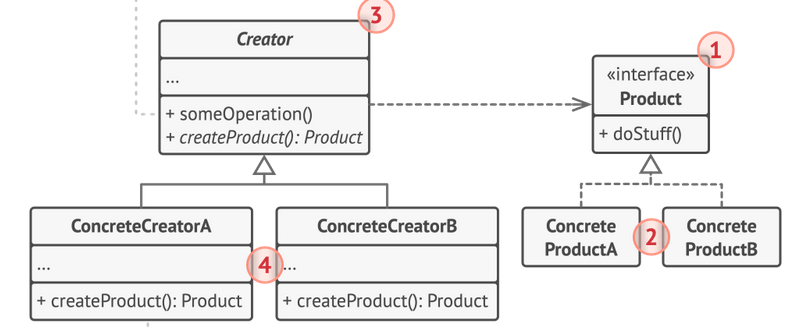 3
Creator
...
+ someOperation()
+ createProduct(): Product
1
«interface»
Product
+ doStuff()
ConcreteCreatorA
...
+ createProduct(): Product
4
ConcreteCreatorB
...
+ createProduct(): Product
Concrete
ProductA
2
Concrete
ProductB